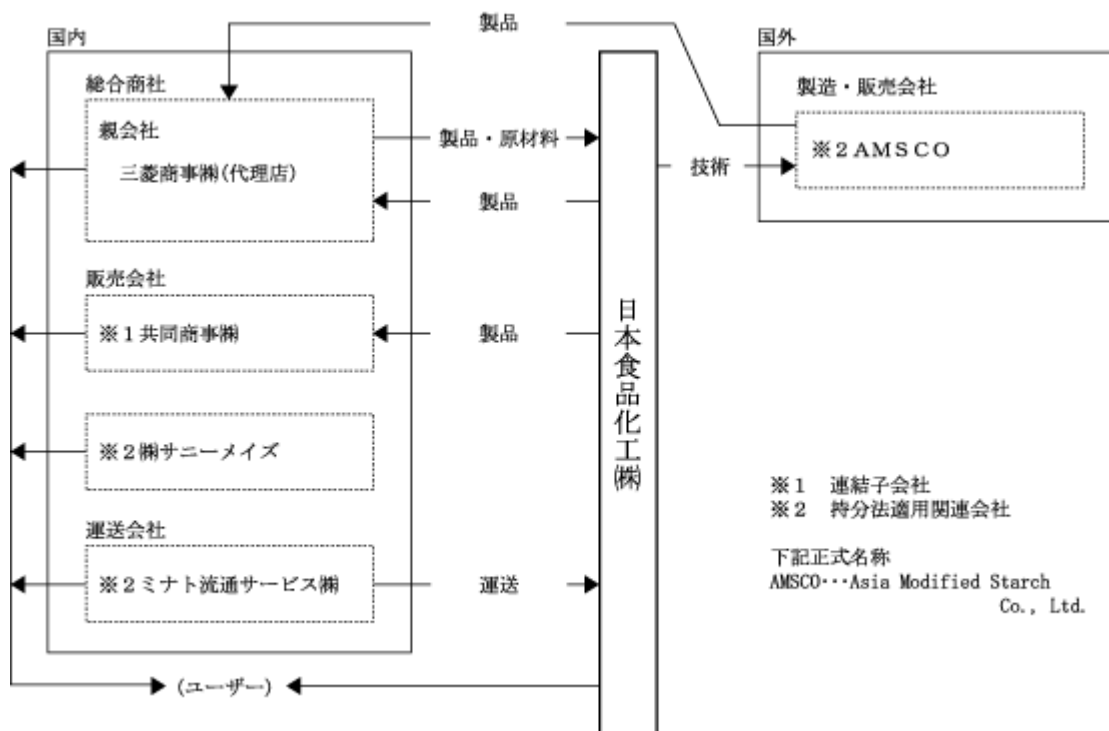 製品
国内
国外
総合商社
製造・販売会社
親会社
製品・原材料
※2AMSCO
三菱商事㈱(代理店)
技術
製品
販売会社
※1共同商事㈱
製品
日本食品化工㈱
※2㈱サニーメイズ
※1 連結子会社
※2 持分法適用関連会社
運送会社
下記正式名称
※2ミナト流通サービス㈱
運送
AMSCO･･･Asia Modified Starch
Co., Ltd.
(ユーザー)